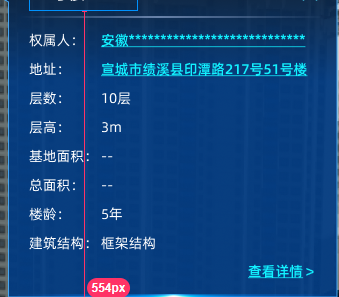 权属人： 安徽****************************
地址： 宣城市绩溪县印潭路217号51号楼
层数： 10层
层高： 3m
基地面积： --
总面积： --
楼龄： 5年
建筑结构： 框架结构
查看详情 >
554px